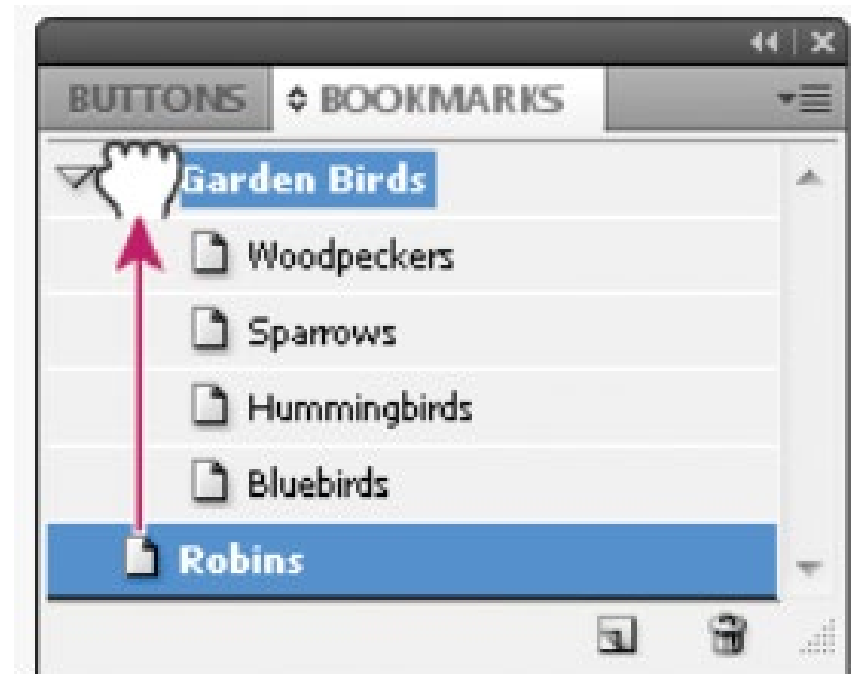 BUTTONS BOOKMARKS
Garden Birds
Woodpeckers
Sparrows
Hummingbirds
Bluebirds
Robins